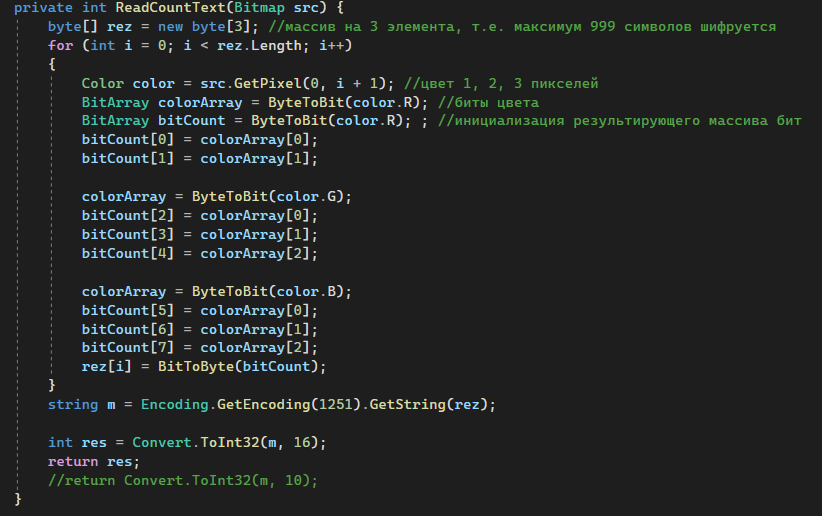 private int ReadCountText(Bitmap src) {
byte[] rez = new byte[3]; //массив на 3 элемента, т.е. максимум 999 символов шифруется
for (int i = 0; i < rez.Length; i++)
{
Color color = src.GetPixel(0, i + 1); //цвет 1, 2, 3 пикселей
BitArray colorArray = ByteToBit(color.R); //биты цвета
BitArray bitCount = ByteToBit(color.R); ; //инициализация результирующего массива бит
bitCount[0] = colorArray[0];
bitCount[1] = colorArray[1];
colorArray = ByteToBit(color.G);
bitCount[2] = colorArray[0];
bitCount[3] = colorArray[1];
bitCount[4] = colorArray[2];
colorArray = ByteToBit(color.B);
bitCount[5] = colorArray[0];
bitCount[6] = colorArray[1];
bitCount[7] = colorArray[2];
rez[i] = BitToByte(bitCount);
}
string m = Encoding.GetEncoding(1251).GetString(rez);
int res = Convert.ToInt32(m, 16);
return res;
//return Convert.ToInt32(m, 10);
}